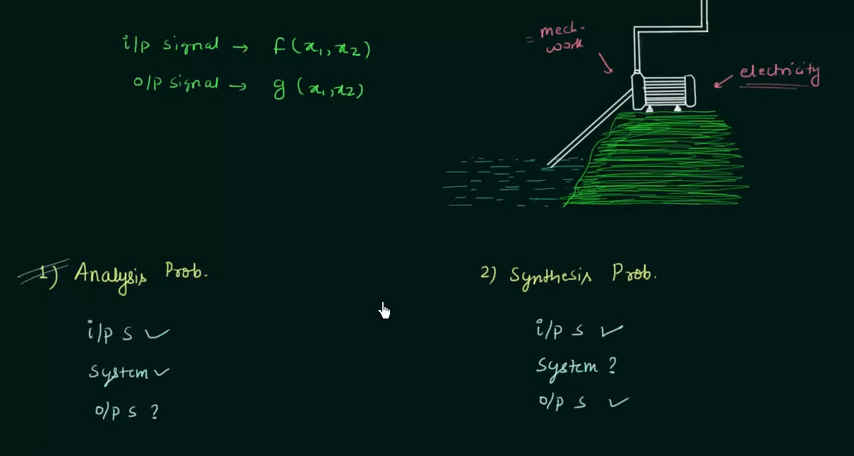 i/p signal → f(x₁, x₂)
o/p signal → g(x₁, x₂)
= mech. work
electricity
1) Analysis Prob.
i/p s ✓
System ✓
o/p s ?
2) Synthesis Prob.
i/p s ✓
System ?
o/p s ✓